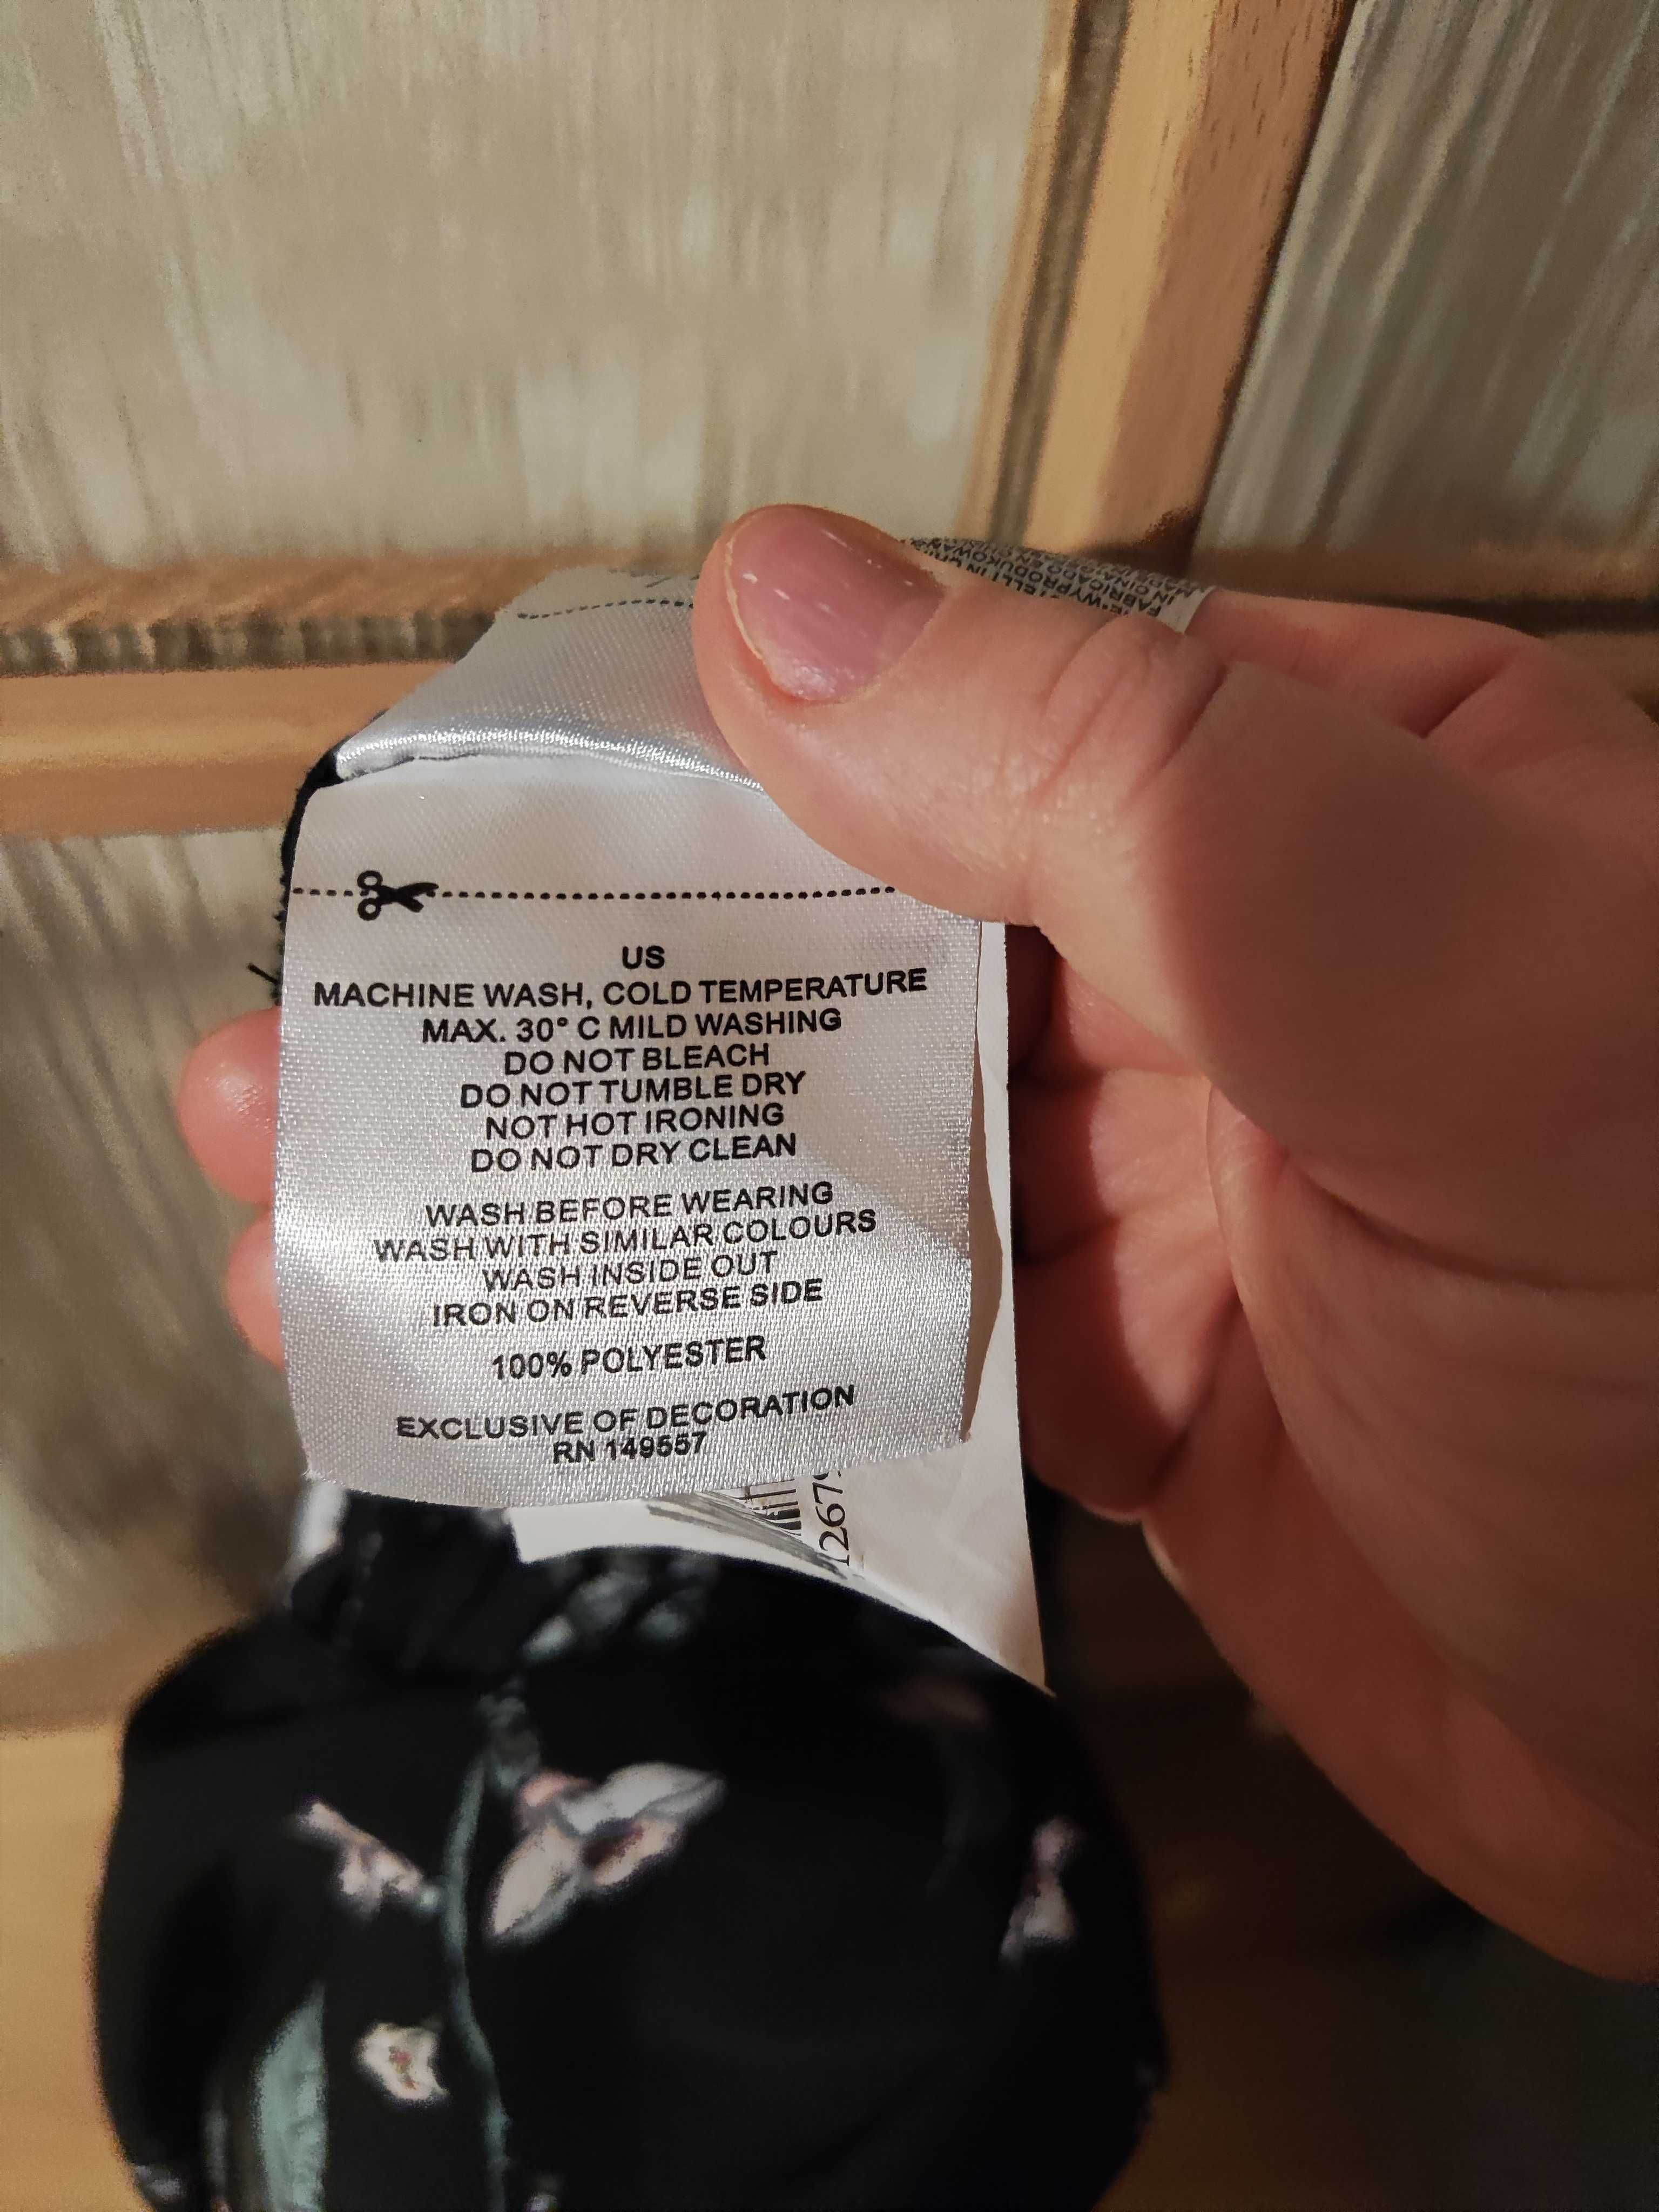 US
MACHINE WASH, COLD TEMPERATURE
MAX. 30° C MILD WASHING
DO NOT BLEACH
DO NOT TUMBLE DRY
NOT HOT IRONING
DO NOT DRY CLEAN
WASH BEFORE WEARING
WASH WITH SIMILAR COLOURS
WASH INSIDE OUT
IRON ON REVERSE SIDE
100% POLYESTER
EXCLUSIVE OF DECORATION
RN 149557